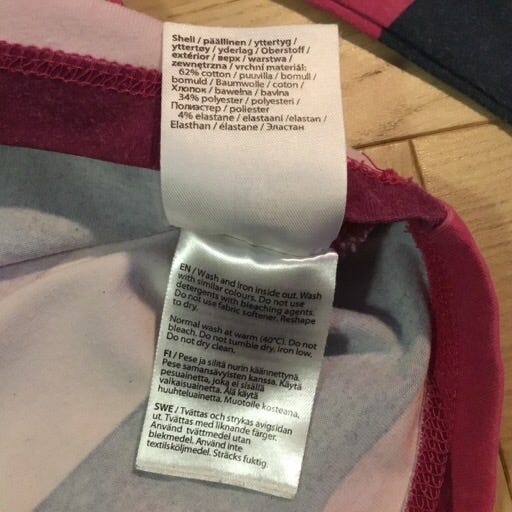 Shell / päällinen / yttertyg /
yttertøy / yderlag / Oberstoff /
extérior / верх / warstwa /
zewnętrzna / vrchní materiál:
62% cotton / puuvilla / bomull /
bomuld / Baumwolle / coton /
Хлопок / bawełna / bavlna
34% polyester / polyesteri /
Полиэстер / poliester
4% elastane / elastaani /elastan /
Elasthan / élastane / Эластан
EN / Wash and iron inside out. Wash
with similar colours. Do not use
detergents with bleaching agents.
Do not use fabric softener. Reshape
to dry.
Normal wash at warm (40°C). Do not
bleach. Do not tumble dry. Iron low.
Do not dry clean.
FI / Pese ja silitä nurin käännettynä.
Pese samansävyisten kanssa. Käytä
pesuainetta, joka ei sisällä
valkaisuainetta. Älä käytä
huuhteluainetta. Muotoile kosteana.
SWE / Tvättas och strykas avigsidan
ut. Tvättas med liknande färger.
Använd tvättmedel utan
blekmedel. Använd inte
textilsköljmedel. Sträcks fuktig.